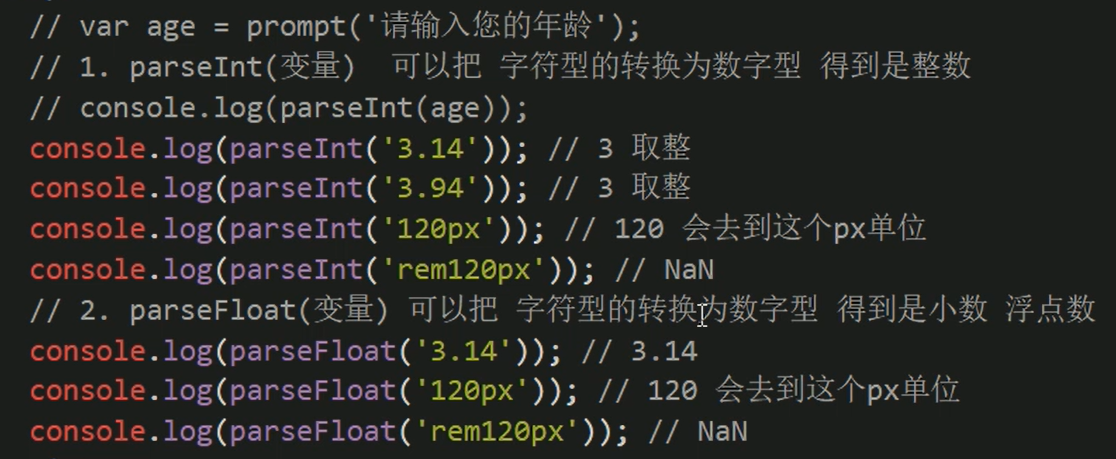 // var age = prompt('请输入您的年龄');
// 1. parseInt(变量)  可以把 字符型的转换为数字型 得到是整数
// console.log(parseInt(age));
console.log(parseInt('3.14')); // 3 取整
console.log(parseInt('3.94')); // 3 取整
console.log(parseInt('120px')); // 120 会去到这个px单位
console.log(parseInt('rem120px')); // NaN
// 2. parseFloat(变量) 可以把 字符型的转换为数字型 得到是小数 浮点数
console.log(parseFloat('3.14')); // 3.14
console.log(parseFloat('120px')); // 120 会去到这个px单位
console.log(parseFloat('rem120px')); // NaN